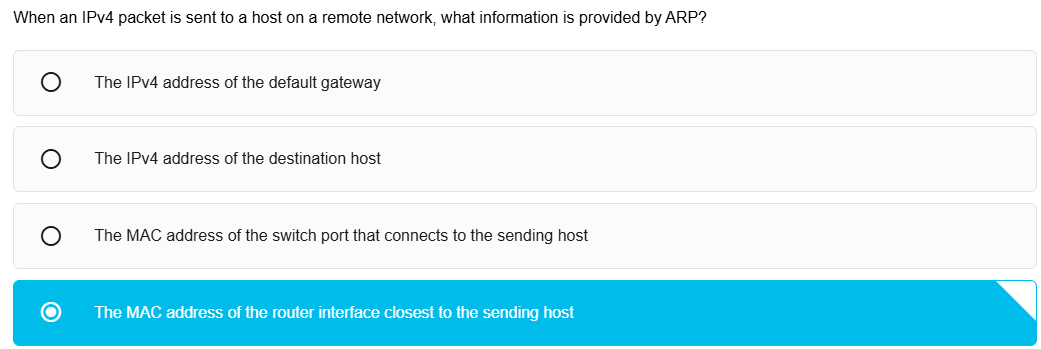 When an IPv4 packet is sent to a host on a remote network, what information is provided by ARP?
The IPv4 address of the default gateway
The IPv4 address of the destination host
The MAC address of the switch port that connects to the sending host
The MAC address of the router interface closest to the sending host